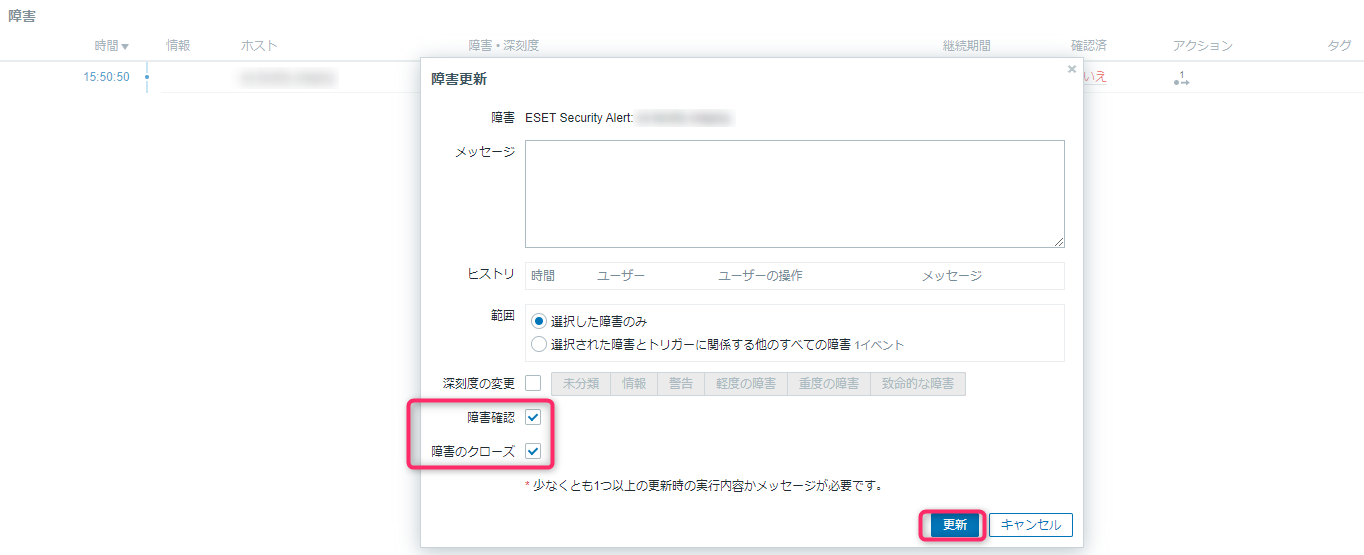 障害
時間▼ 情報 ホスト 障害・深刻度 継続期間 確認済 アクション タグ
15:50:50 いえ 1
障害更新 ×
障害 ESET Security Alert:
メッセージ
ヒストリ 時間 ユーザー ユーザーの操作 メッセージ
範囲 選択した障害のみ
選択された障害とトリガーに関係する他のすべての障害 1イベント
深刻度の変更 未分類 情報 警告 軽度の障害 重度の障害 致命的な障害
障害確認
障害のクローズ
* 少なくとも1つ以上の更新時の実行内容かメッセージが必要です。
更新 キャンセル